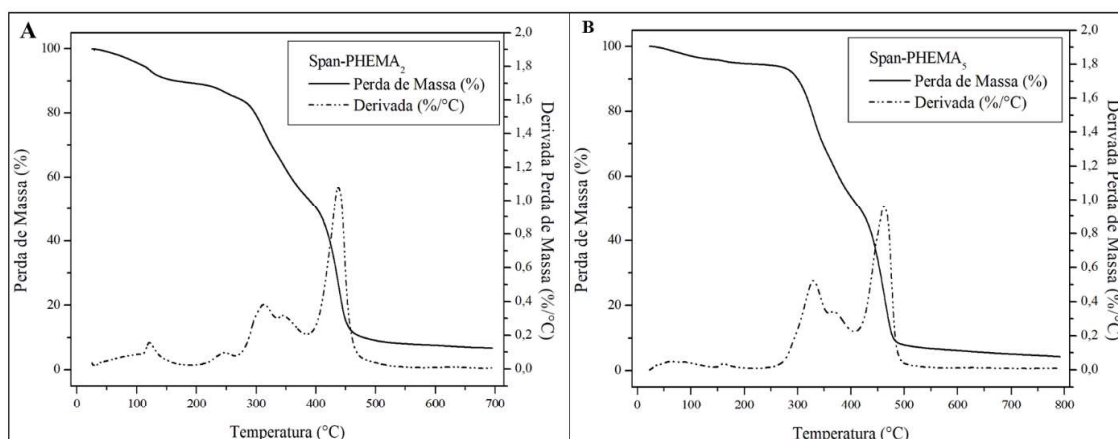 A
Span-PHEMA₂
Perda de Massa (%)
Derivada (%/°C)
Perda de Massa (%)
100
80
60
40
20
0
0 100 200 300 400 500 600 700
Temperatura (°C)
2,0
1,8
1,6
1,4
1,2
1,0
0,8
0,6
0,4
0,2
0,0
Derivada Perda de Massa (%/°C)
B
Span-PHEMA₅
Perda de Massa (%)
Derivada (%/°C)
Perda de Massa (%)
100
80
60
40
20
0
0 100 200 300 400 500 600 700 800
Temperatura (°C)
2,0
1,8
1,6
1,4
1,2
1,0
0,8
0,6
0,4
0,2
0,0
Derivada Perda
de Massa (%/°C)